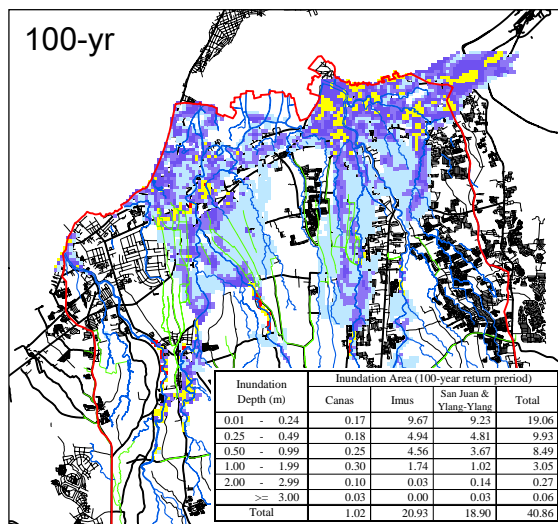 100-yr
Inundation Depth (m) Inundation Area (100-year return preriod)
Canas Imus San Juan & Ylang-Ylang Total
0.01 - 0.24 0.17 9.67 9.23 19.06
0.25 - 0.49 0.18 4.94 4.81 9.93
0.50 - 0.99 0.25 4.56 3.67 8.49
1.00 - 1.99 0.30 1.74 1.02 3.05
2.00 - 2.99 0.10 0.03 0.14 0.27
>= 3.00 0.03 0.00 0.03 0.06
Total 1.02 20.93 18.90 40.86